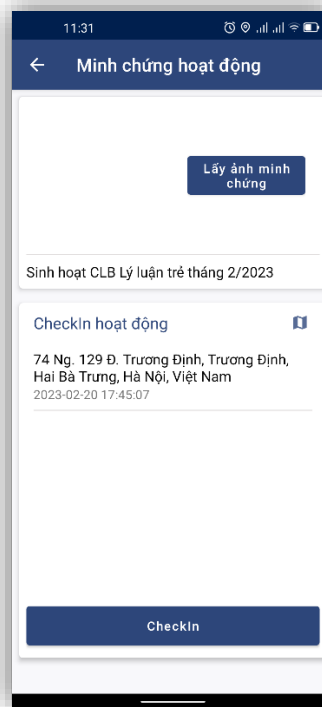 11:31
Minh chứng hoạt động
Lấy ảnh minh
chứng
Sinh hoạt CLB Lý luận trẻ tháng 2/2023
CheckIn hoạt động
74 Ng. 129 Đ. Trương Định, Trương Định,
Hai Bà Trưng, Hà Nội, Việt Nam
2023-02-20 17:45:07
CheckIn